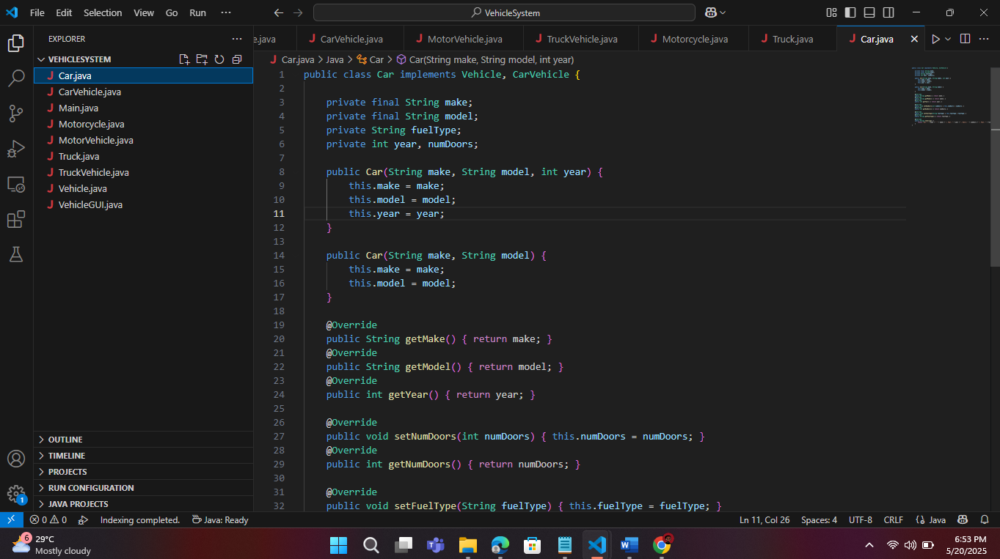 File Edit Selection View Go Run ··· VehicleSystem
EXPLORER ···
e.java CarVehicle.java MotorVehicle.java TruckVehicle.java Motorcycle.java Truck.java Car.java
VEHICLESYSTEM
Car.java
CarVehicle.java
Main.java
Motorcycle.java
MotorVehicle.java
Truck.java
TruckVehicle.java
Vehicle.java
VehicleGUI.java
OUTLINE
TIMELINE
PROJECTS
RUN CONFIGURATION
JAVA PROJECTS
1
Car.java > Java > Car > Car(String make, String model, int year)
1 public class Car implements Vehicle, CarVehicle {
2
3 private final String make;
4 private final String model;
5 private String fuelType;
6 private int year, numDoors;
7
8 public Car(String make, String model, int year) {
9 this.make = make;
10 this.model = model;
11 this.year = year;
12 }
13
14 public Car(String make, String model) {
15 this.make = make;
16 this.model = model;
17 }
18
19 @Override
20 public String getMake() { return make; }
21 @Override
22 public String getModel() { return model; }
23 @Override
24 public int getYear() { return year; }
25
26 @Override
27 public void setNumDoors(int numDoors) { this.numDoors = numDoors; }
28 @Override
29 public int getNumDoors() { return numDoors; }
30
31 @Override
32 public void setFuelType(String fuelType) { this.fuelType = fuelType; }
0 0 Indexing completed. Java: Ready Ln 11, Col 26 Spaces: 4 UTF-8 CRLF {} Java
6 29°C
Mostly cloudy
6:53 PM
5/20/2025